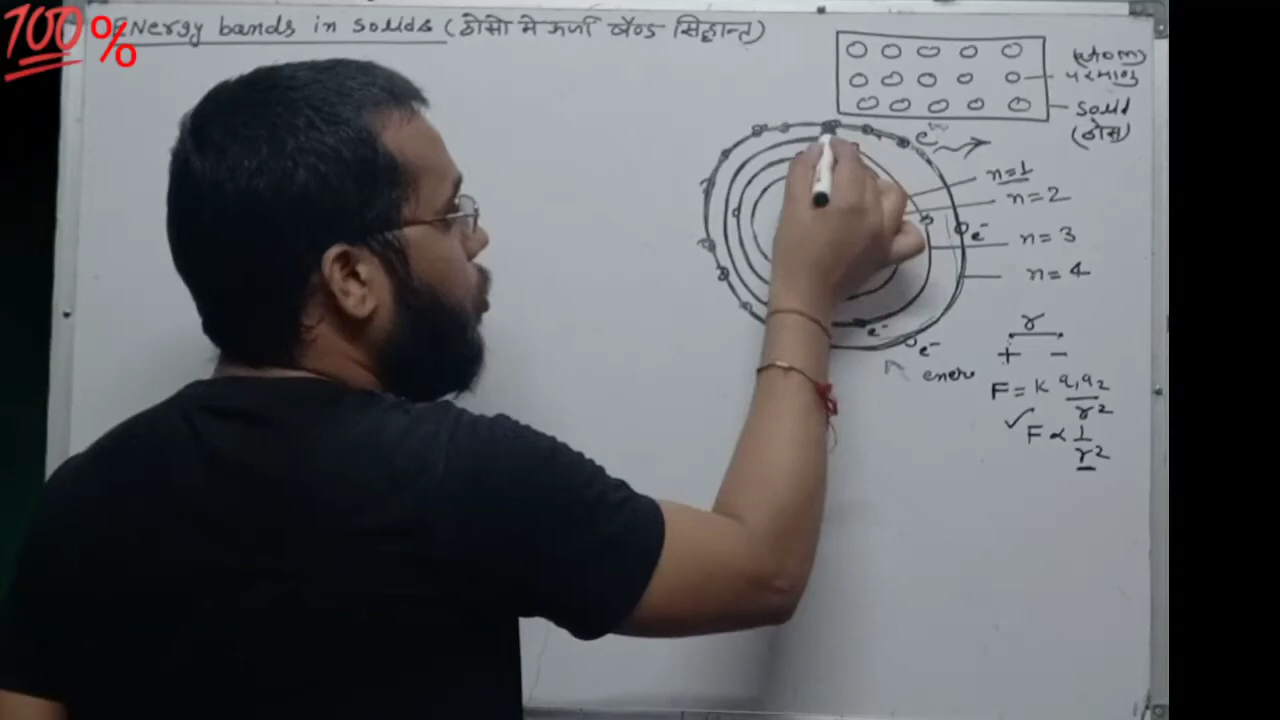 100%
Energy bands in solids (ठोसो मे ऊर्जा बैण्ड सिद्धान्त)
(Atom)
परमाणु
solid
(ठोस)
e⁻
n=1
n=2
e⁻
n=3
n=4
r
+ −
e⁻
e⁻
F = K q₁q₂/r²
✓ F ∝ 1/r²